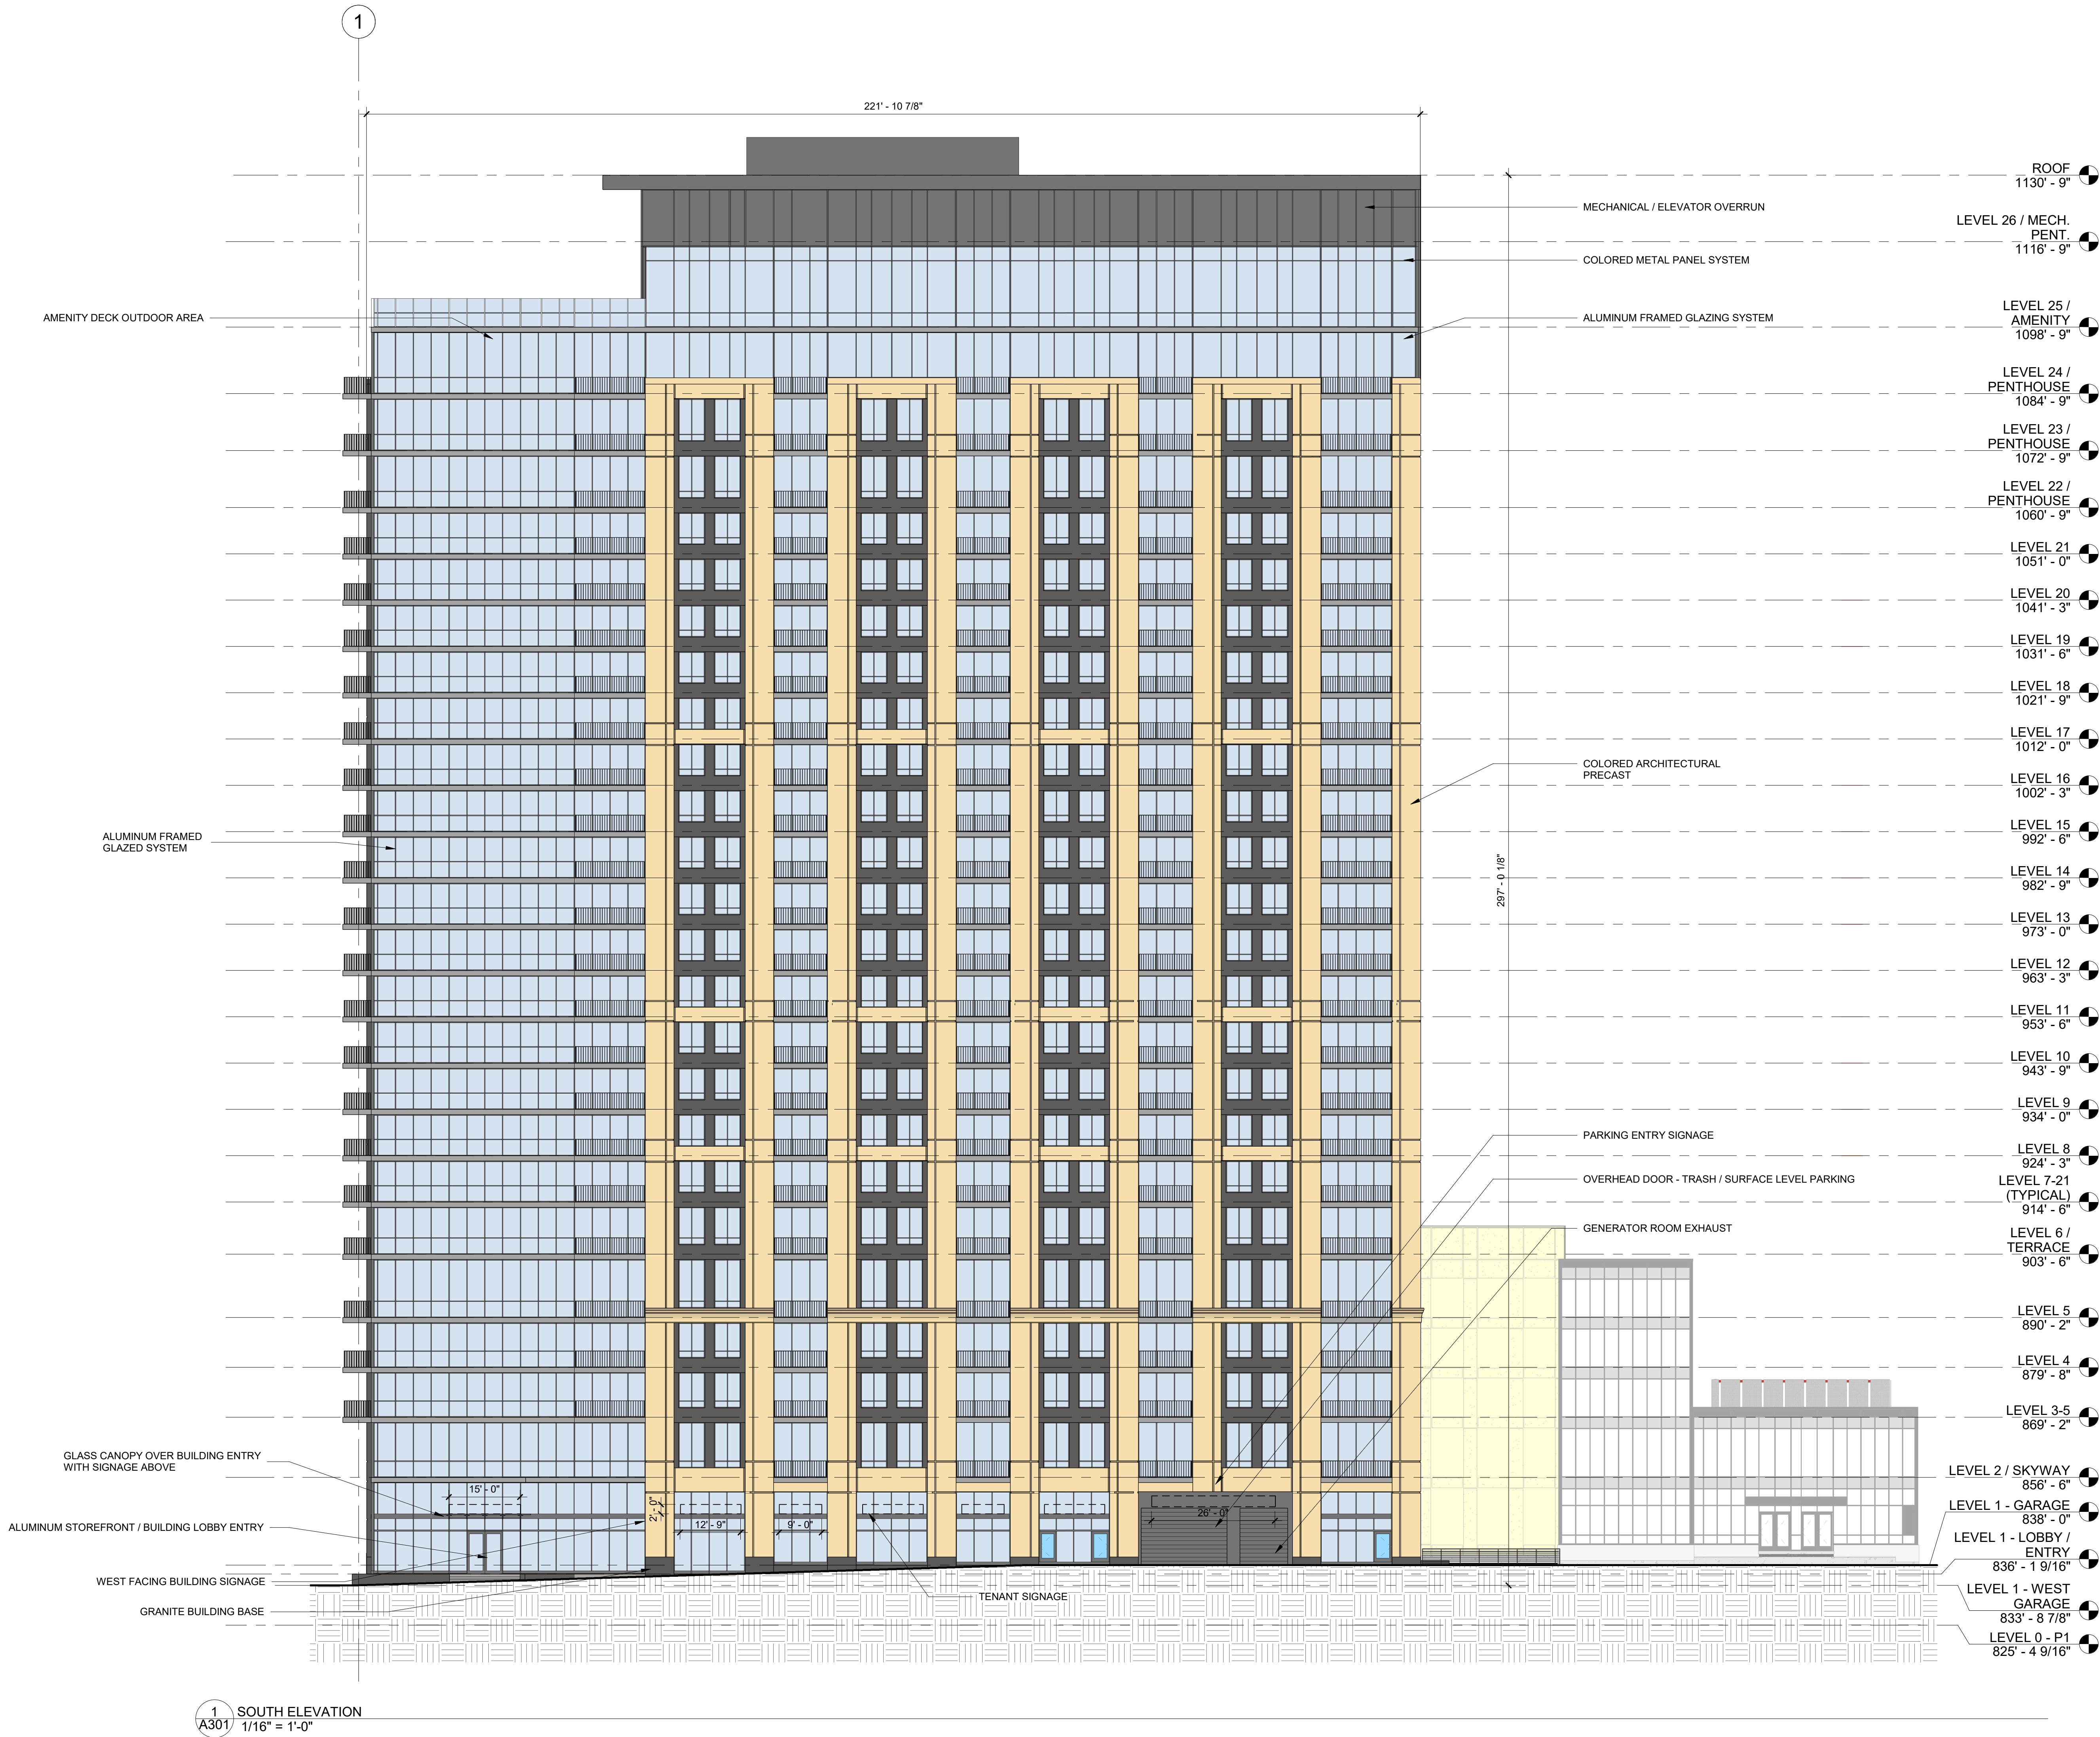 1
221' - 10 7/8"
ROOF
1130' - 9"
MECHANICAL / ELEVATOR OVERRUN
LEVEL 26 / MECH.
PENT.
1116' - 9"
COLORED METAL PANEL SYSTEM
AMENITY DECK OUTDOOR AREA
ALUMINUM FRAMED GLAZING SYSTEM
LEVEL 25 /
AMENITY
1098' - 9"
LEVEL 24 /
PENTHOUSE
1084' - 9"
LEVEL 23 /
PENTHOUSE
1072' - 9"
LEVEL 22 /
PENTHOUSE
1060' - 9"
LEVEL 21
1051' - 0"
LEVEL 20
1041' - 3"
LEVEL 19
1031' - 6"
LEVEL 18
1021' - 9"
LEVEL 17
1012' - 0"
COLORED ARCHITECTURAL
PRECAST
LEVEL 16
1002' - 3"
ALUMINUM FRAMED
GLAZED SYSTEM
LEVEL 15
992' - 6"
297' - 0 1/8"
LEVEL 14
982' - 9"
LEVEL 13
973' - 0"
LEVEL 12
963' - 3"
LEVEL 11
953' - 6"
LEVEL 10
943' - 9"
LEVEL 9
934' - 0"
PARKING ENTRY SIGNAGE
LEVEL 8
924' - 3"
OVERHEAD DOOR - TRASH / SURFACE LEVEL PARKING
LEVEL 7-21
(TYPICAL)
914' - 6"
GENERATOR ROOM EXHAUST
LEVEL 6 /
TERRACE
903' - 6"
LEVEL 5
890' - 2"
LEVEL 4
879' - 8"
LEVEL 3-5
869' - 2"
GLASS CANOPY OVER BUILDING ENTRY
WITH SIGNAGE ABOVE
LEVEL 2 / SKYWAY
856' - 6"
15' - 0"
2' - 0"
12' - 9"
9' - 0"
26' - 0"
LEVEL 1 - GARAGE
838' - 0"
ALUMINUM STOREFRONT / BUILDING LOBBY ENTRY
LEVEL 1 - LOBBY /
ENTRY
836' - 1 9/16"
WEST FACING BUILDING SIGNAGE
TENANT SIGNAGE
LEVEL 1 - WEST
GARAGE
833' - 8 7/8"
GRANITE BUILDING BASE
LEVEL 0 - P1
825' - 4 9/16"
1
A301
SOUTH ELEVATION
1/16" = 1'-0"